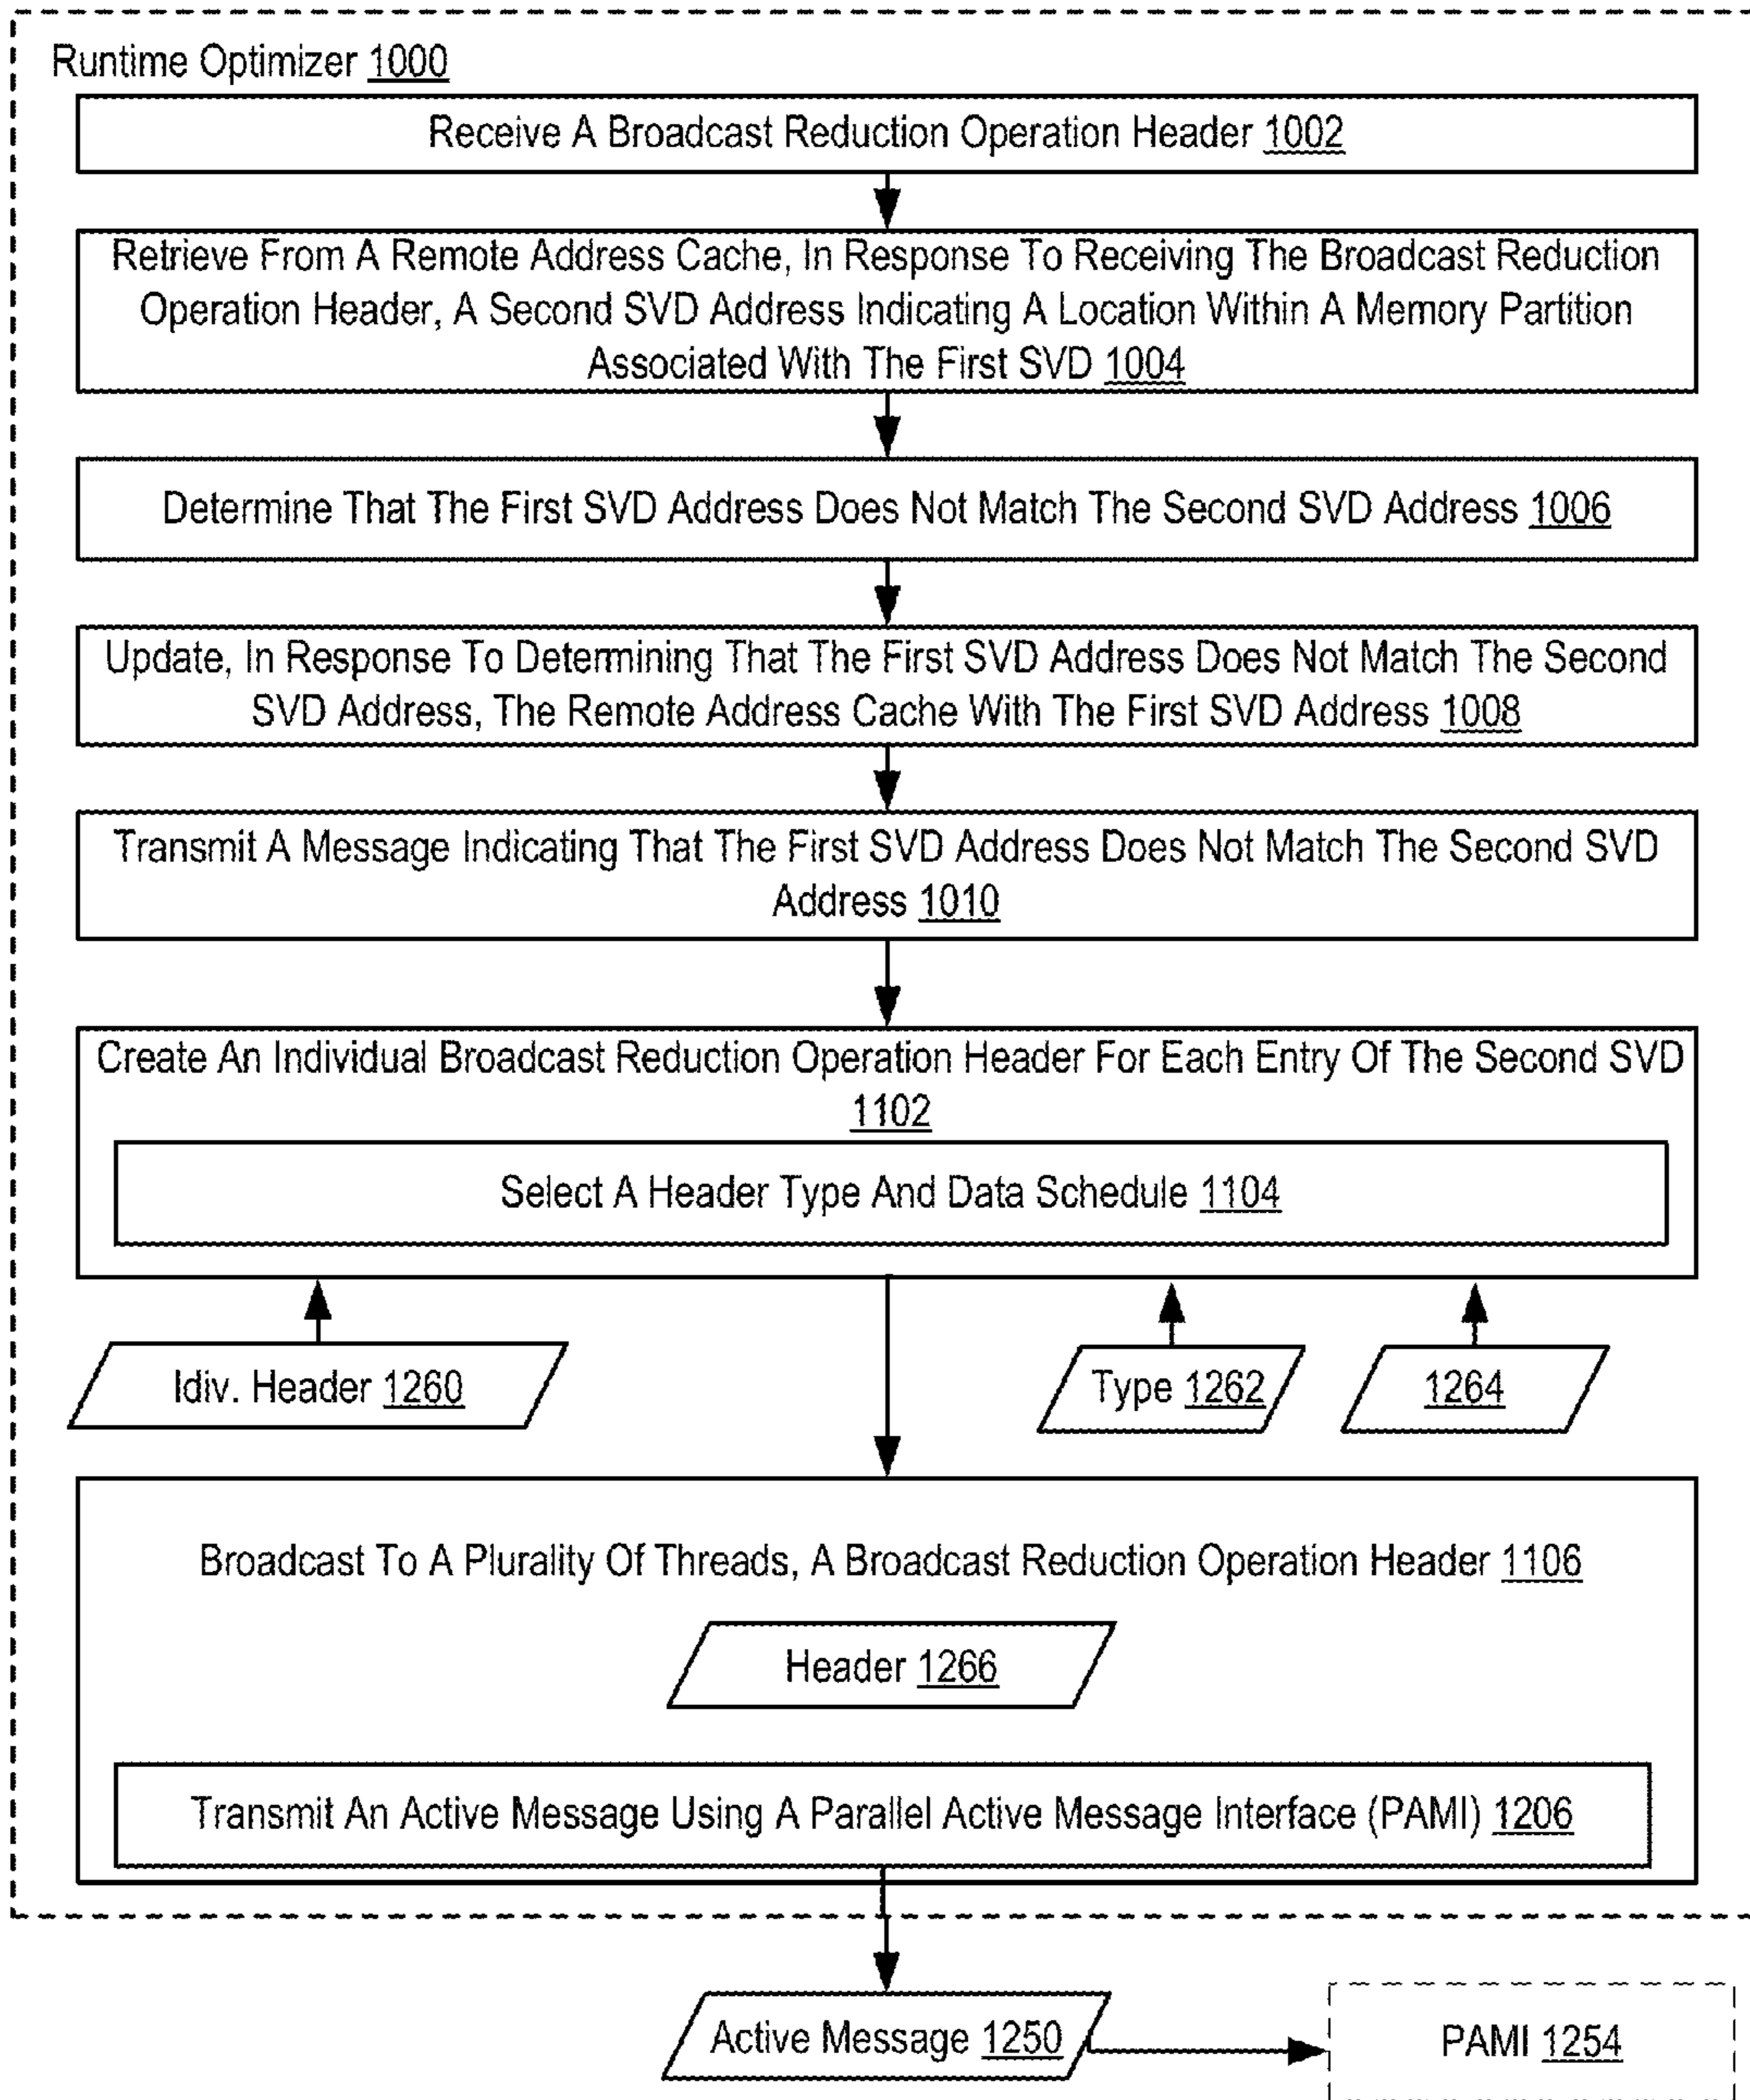 Runtime Optimizer 1000
Receive A Broadcast Reduction Operation Header 1002
Retrieve From A Remote Address Cache, In Response To Receiving The Broadcast Reduction
Operation Header, A Second SVD Address Indicating A Location Within A Memory Partition
Associated With The First SVD 1004
Determine That The First SVD Address Does Not Match The Second SVD Address 1006
Update, In Response To Determining That The First SVD Address Does Not Match The Second
SVD Address, The Remote Address Cache With The First SVD Address 1008
Transmit A Message Indicating That The First SVD Address Does Not Match The Second SVD
Address 1010
Create An Individual Broadcast Reduction Operation Header For Each Entry Of The Second SVD
1102
Select A Header Type And Data Schedule 1104
Idiv. Header 1260
Type 1262
1264
Broadcast To A Plurality Of Threads, A Broadcast Reduction Operation Header 1106
Header 1266
Transmit An Active Message Using A Parallel Active Message Interface (PAMI) 1206
Active Message 1250
PAMI 1254